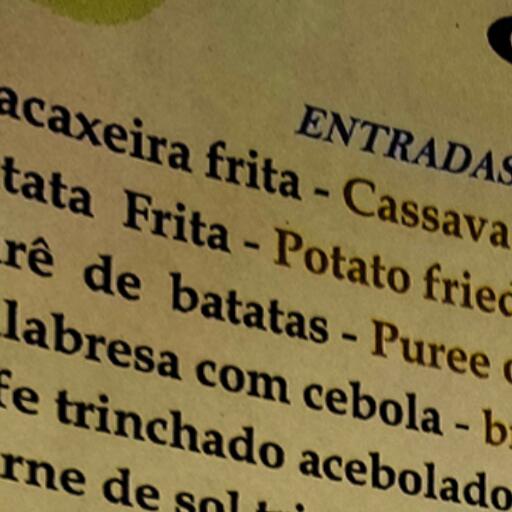 ENTRADAS
acaxeira frita - Cassava
tata Frita - Potato fried
rê de batatas - Puree
labresa com cebola - b
fe trinchado acebolado
rne de sol